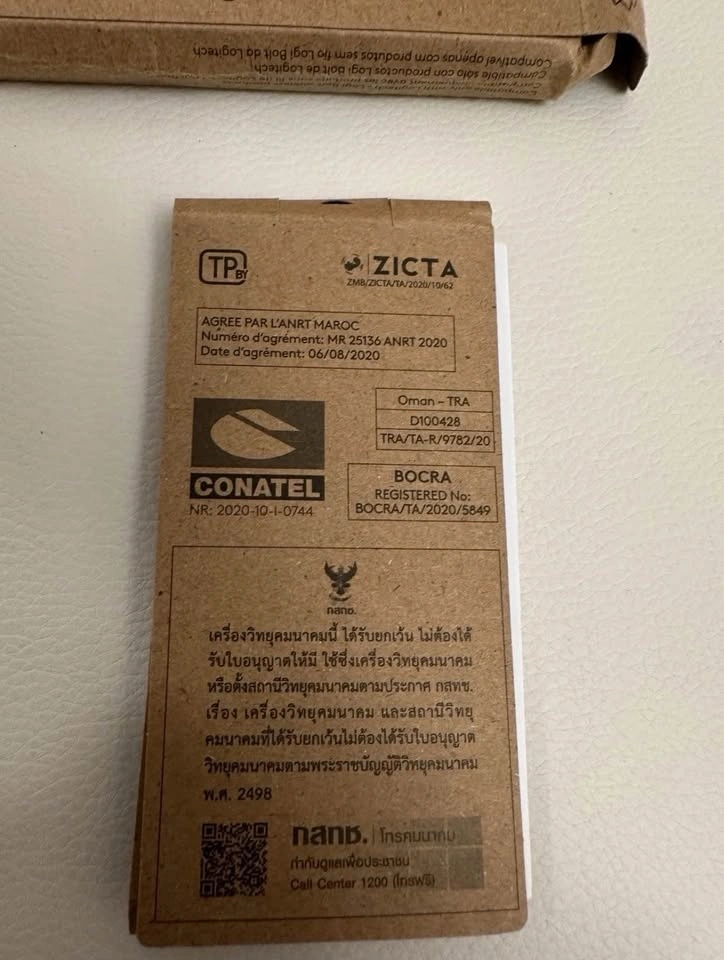 Compatível apenas com produtos sem fio Logi Bolt da Logitech
Compatible sólo con productos Logi Bolt de Logitech
TP
BY
ZICTA
ZMB/ZICTA/TA/2020/10/62
AGREE PAR L'ANRT MAROC
Numéro d'agrément: MR 25136 ANRT 2020
Date d'agrément: 06/08/2020
Oman – TRA
D100428
TRA/TA-R/9782/20
CONATEL
NR: 2020-10-I-0744
BOCRA
REGISTERED No:
BOCRA/TA/2020/5849
กสทช.
เครื่องวิทยุคมนาคมนี้ ได้รับยกเว้น ไม่ต้องได้
รับใบอนุญาตให้มี ใช้ซึ่งเครื่องวิทยุคมนาคม
หรือตั้งสถานีวิทยุคมนาคมตามประกาศ กสทช.
เรื่อง เครื่องวิทยุคมนาคม และสถานีวิทยุ
คมนาคมที่ได้รับยกเว้นไม่ต้องได้รับใบอนุญาต
วิทยุคมนาคมตามพระราชบัญญัติวิทยุคมนาคม
พ.ศ. 2498
กสทช. | โทรคมนาคม
กำกับดูแลเพื่อประชาชน
Call Center 1200 (โทรฟรี)